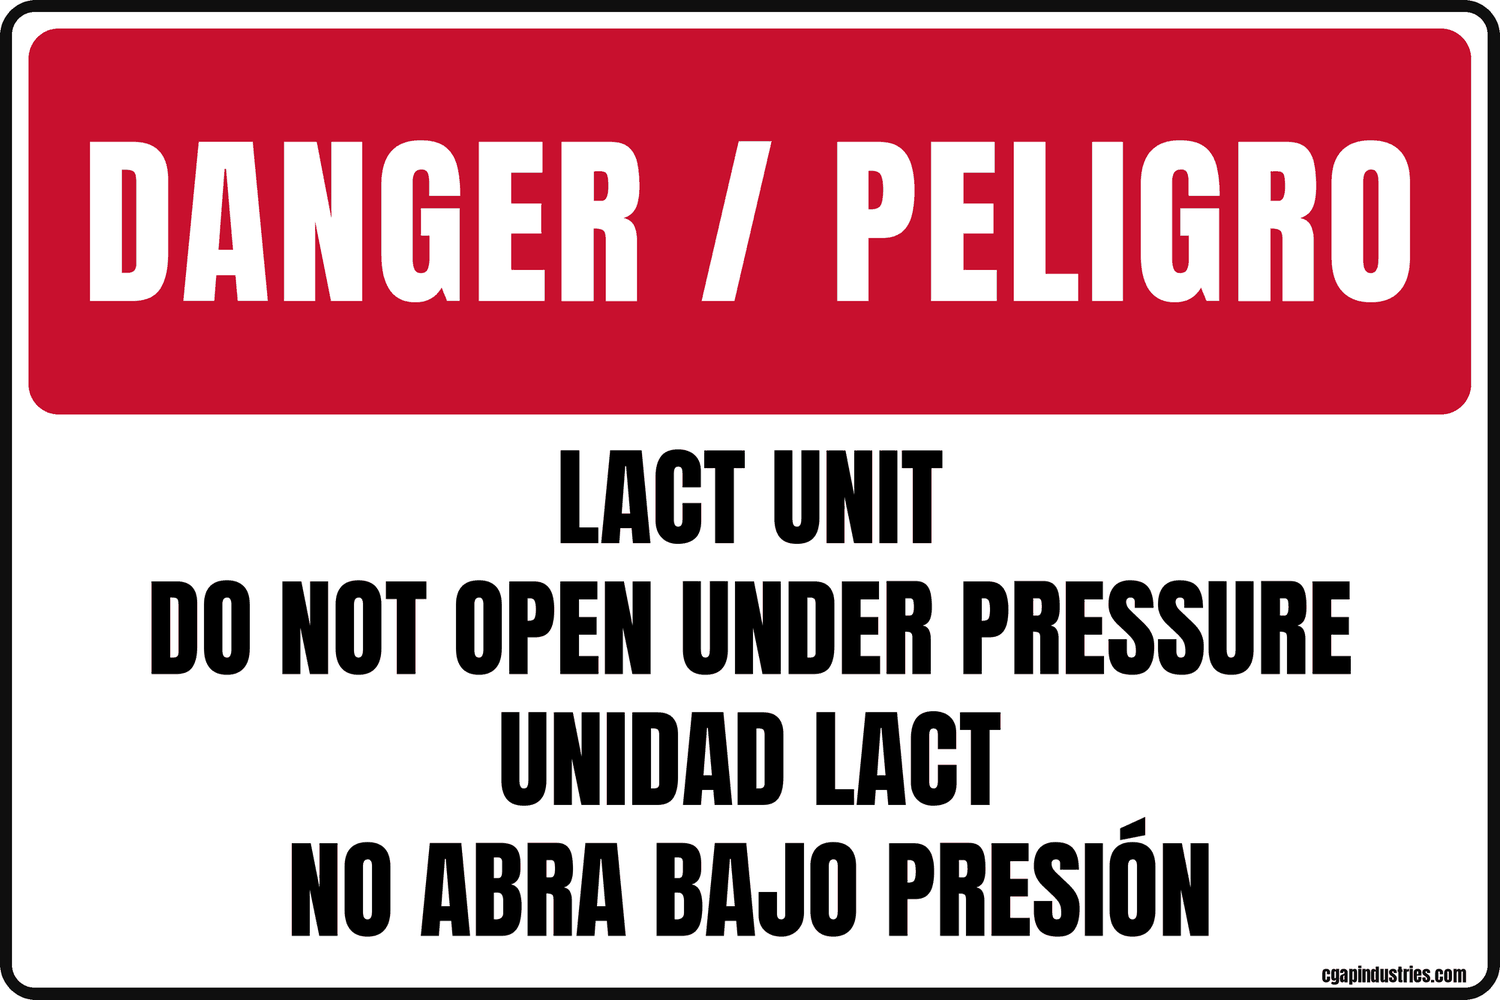 DANGER / PELIGRO
LACT UNIT
DO NOT OPEN UNDER PRESSURE
UNIDAD LACT
NO ABRA BAJO PRESIÓN
cgapindustries.com